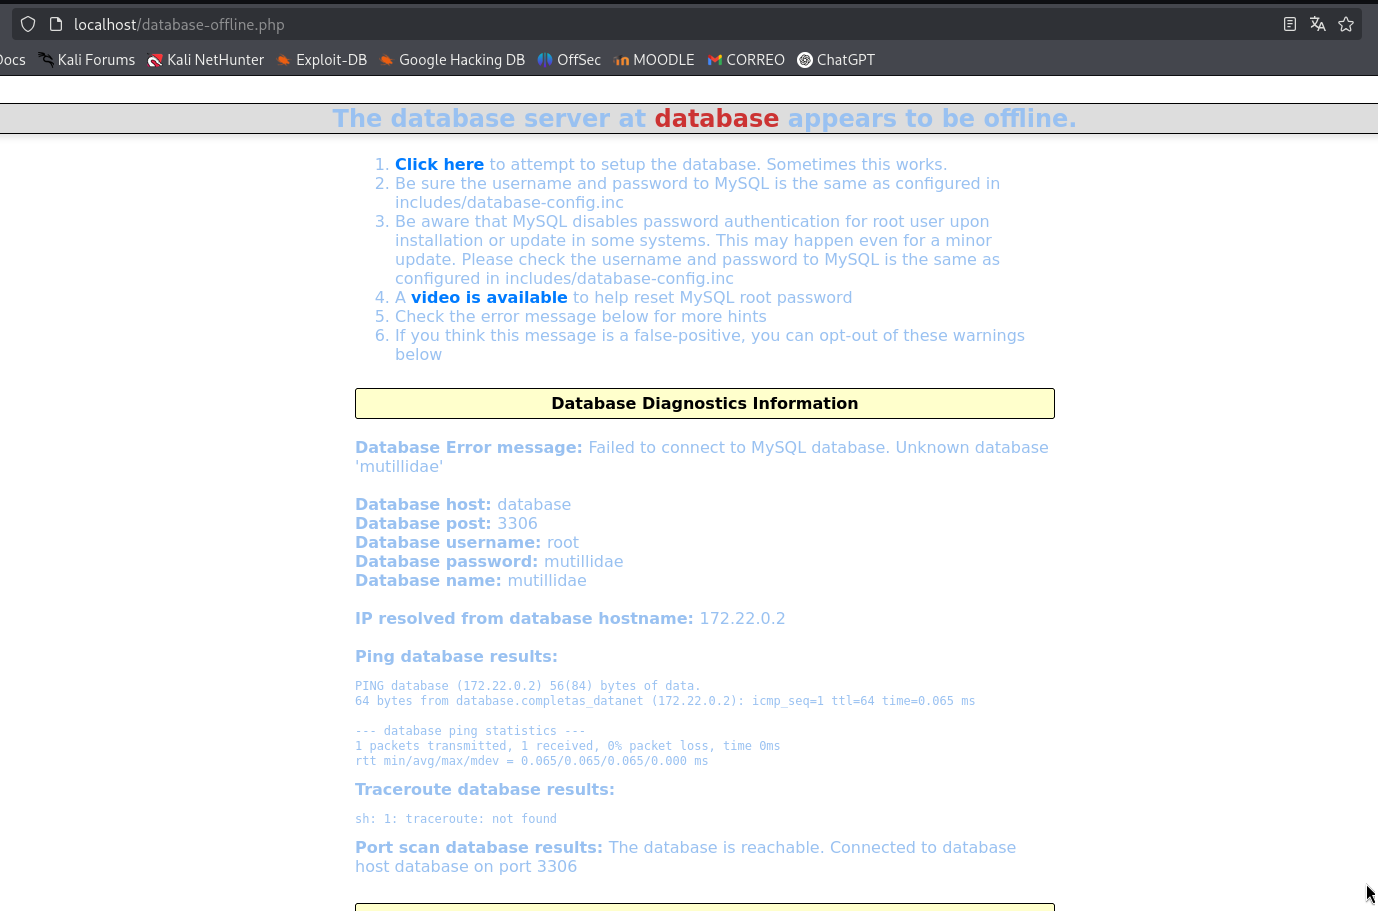 localhost/database-offline.php
Docs Kali Forums Kali NetHunter Exploit-DB Google Hacking DB OffSec MOODLE CORREO ChatGPT
The database server at database appears to be offline.
1. Click here to attempt to setup the database. Sometimes this works.
2. Be sure the username and password to MySQL is the same as configured in
includes/database-config.inc
3. Be aware that MySQL disables password authentication for root user upon
installation or update in some systems. This may happen even for a minor
update. Please check the username and password to MySQL is the same as
configured in includes/database-config.inc
4. A video is available to help reset MySQL root password
5. Check the error message below for more hints
6. If you think this message is a false-positive, you can opt-out of these warnings
below
Database Diagnostics Information
Database Error message: Failed to connect to MySQL database. Unknown database
'mutillidae'
Database host: database
Database post: 3306
Database username: root
Database password: mutillidae
Database name: mutillidae
IP resolved from database hostname: 172.22.0.2
Ping database results:
PING database (172.22.0.2) 56(84) bytes of data.
64 bytes from database.completas_datanet (172.22.0.2): icmp_seq=1 ttl=64 time=0.065 ms
--- database ping statistics ---
1 packets transmitted, 1 received, 0% packet loss, time 0ms
rtt min/avg/max/mdev = 0.065/0.065/0.065/0.000 ms
Traceroute database results:
sh: 1: traceroute: not found
Port scan database results: The database is reachable. Connected to database
host database on port 3306